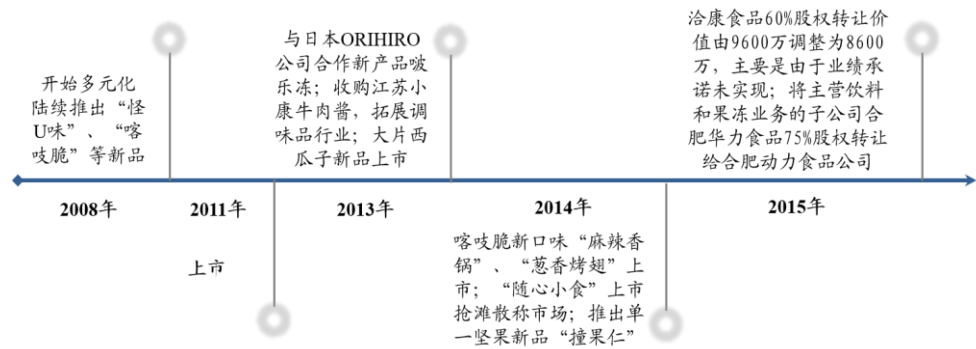 开始多元化
陆续推出“怪
U味”、“喀
吱脆”等新品
与日本ORIHIRO
公司合作新产品啵
乐冻；收购江苏小
康牛肉酱，拓展调
味品行业；大片西
瓜子新品上市
洽康食品60%股权转让价
值由9600万调整为8600
万，主要是由于业绩承
诺未实现；将主营饮料
和果冻业务的子公司合
肥华力食品75%股权转让
给合肥动力食品公司
2008年
2011年
2013年
2014年
2015年
上市
喀吱脆新口味“麻辣香
锅”、“葱香烤翅”上
市；“随心小食”上市
抢滩散称市场；推出单
一坚果新品“撞果仁”